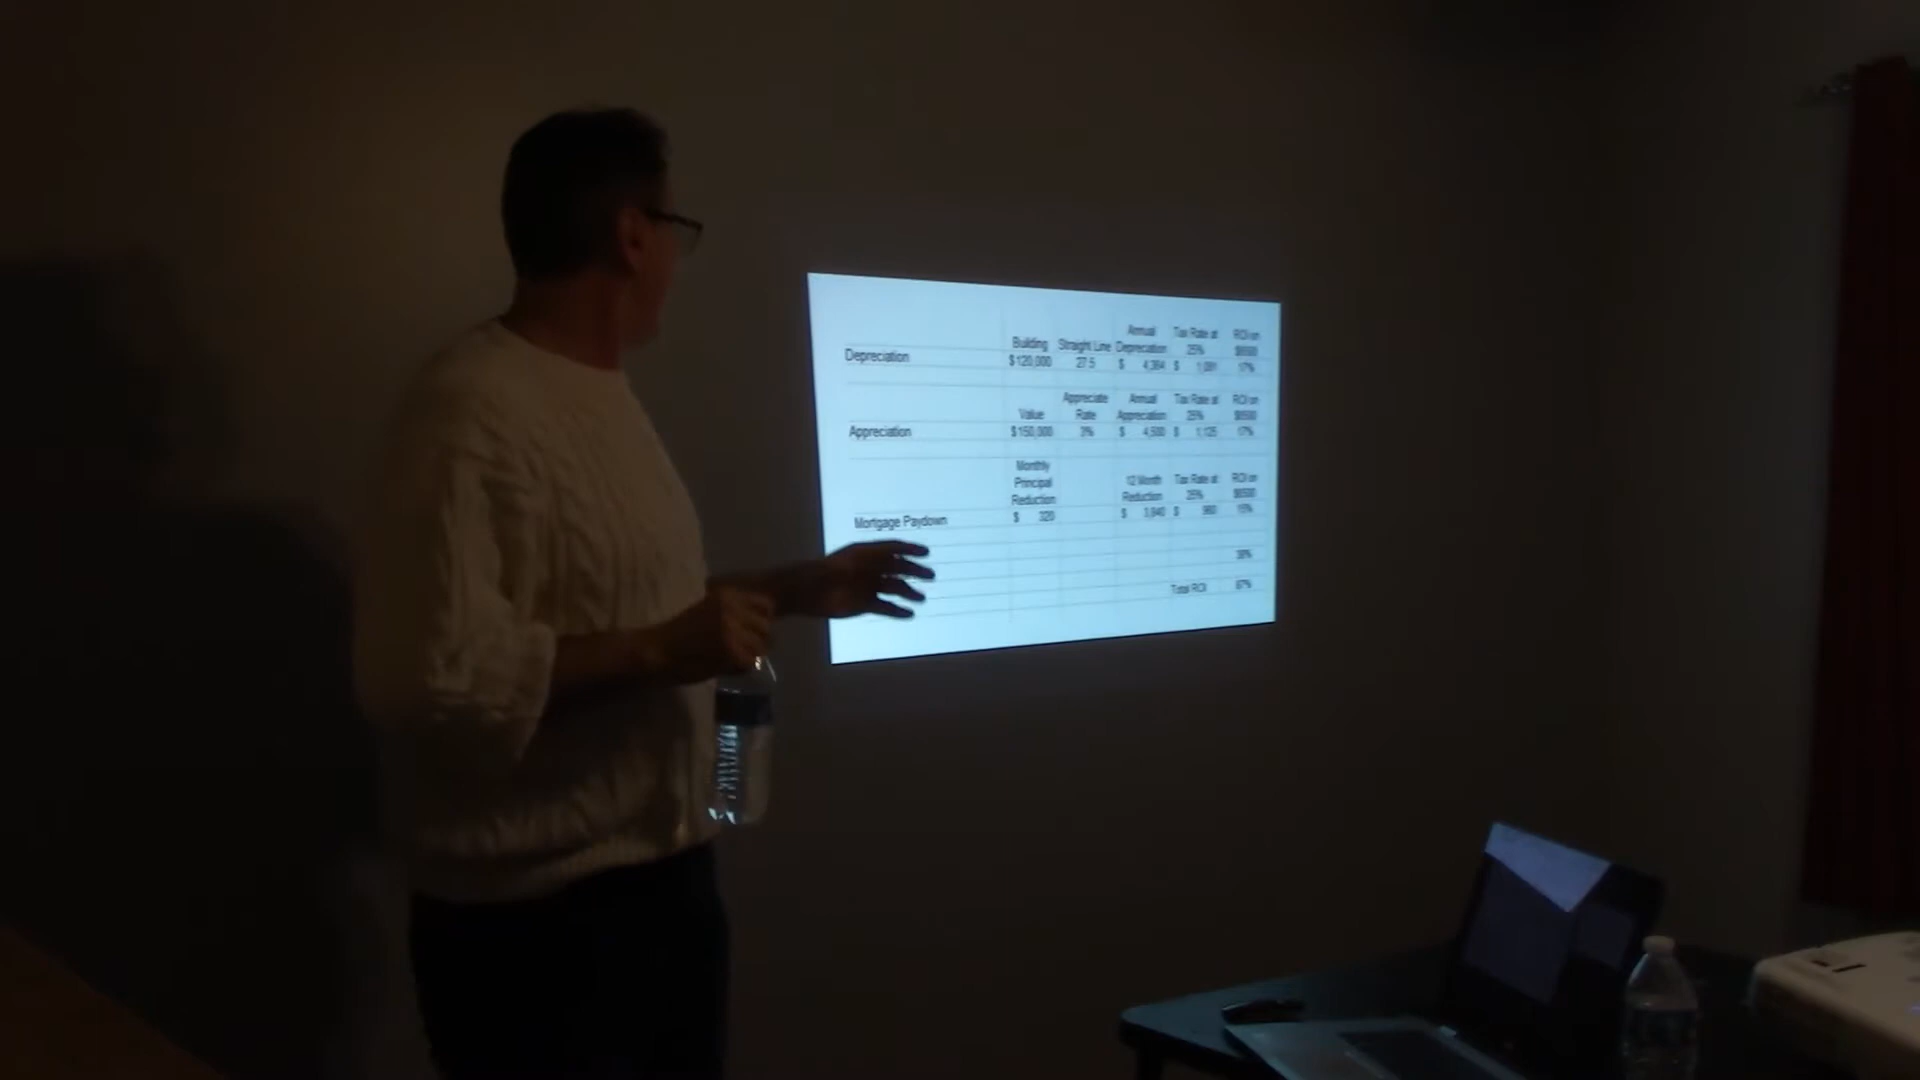 Building Straight Line Annual Depreciation Tax Rate at 25% ROI on $6500
Depreciation $120,000 27.5 $ 4,364 $ 1,091 17%
Value Appreciate Rate Annual Appreciation Tax Rate at 25% ROI on $6500
Appreciation $150,000 3% $ 4,500 $ 1,125 17%
Monthly Principal Reduction 12 Month Reduction Tax Rate at 25% ROI on $6500
Mortgage Paydown $ 320 $ 3,840 $ 960 15%
38%
Total ROI 87%